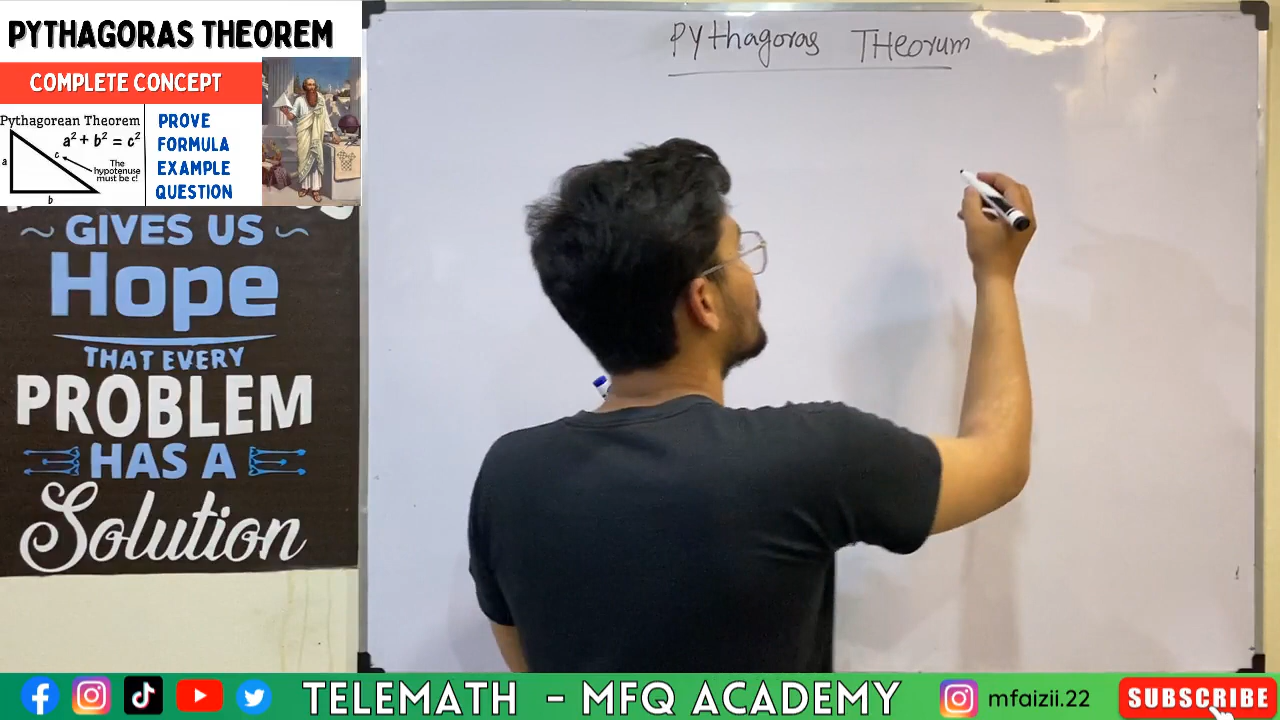 PYTHAGORAS THEOREM
COMPLETE CONCEPT
Pythagorean Theorem
a² + b² = c²
a
c
The
hypotenuse
must be c!
b
PROVE
FORMULA
EXAMPLE
QUESTION
~ GIVES US ~
Hope
THAT EVERY
PROBLEM
HAS A
Solution
Pythagoras THeorum
TELEMATH - MFQ ACADEMY
mfaizii.22
SUBSCRIBE